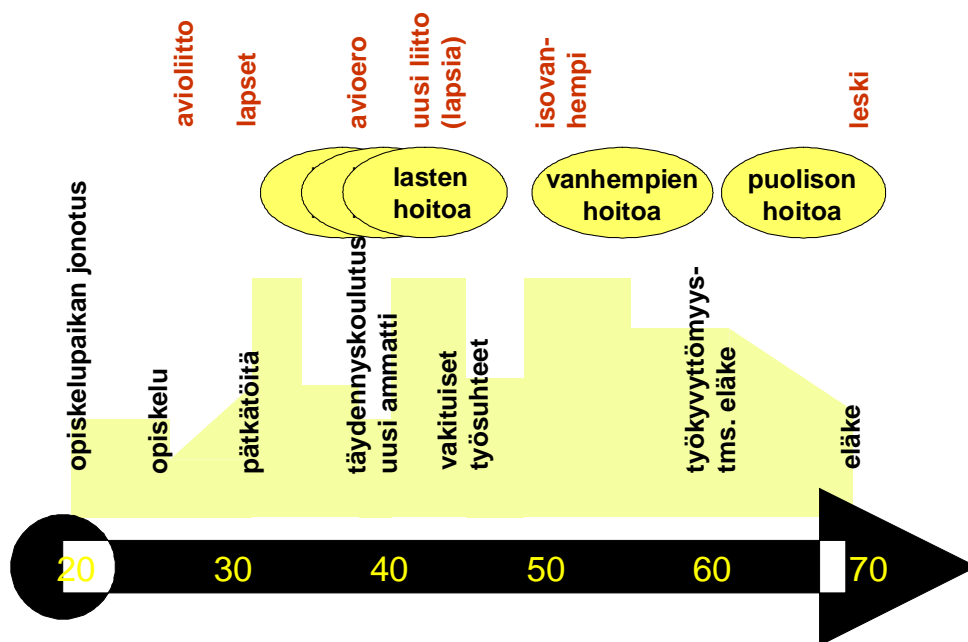 avioliitto
lapset
avioero
uusi liitto
(lapsia)
isovan-
hempi
leski
lasten
hoitoa
vanhempien
hoitoa
puolison
hoitoa
opiskelupaikan jonotus
opiskelu
pätkätöitä
täydennyskoulutus
uusi ammatti
vakituiset
työsuhteet
työkyvyttömyys-
tms. eläke
eläke
20
30
40
50
60
70